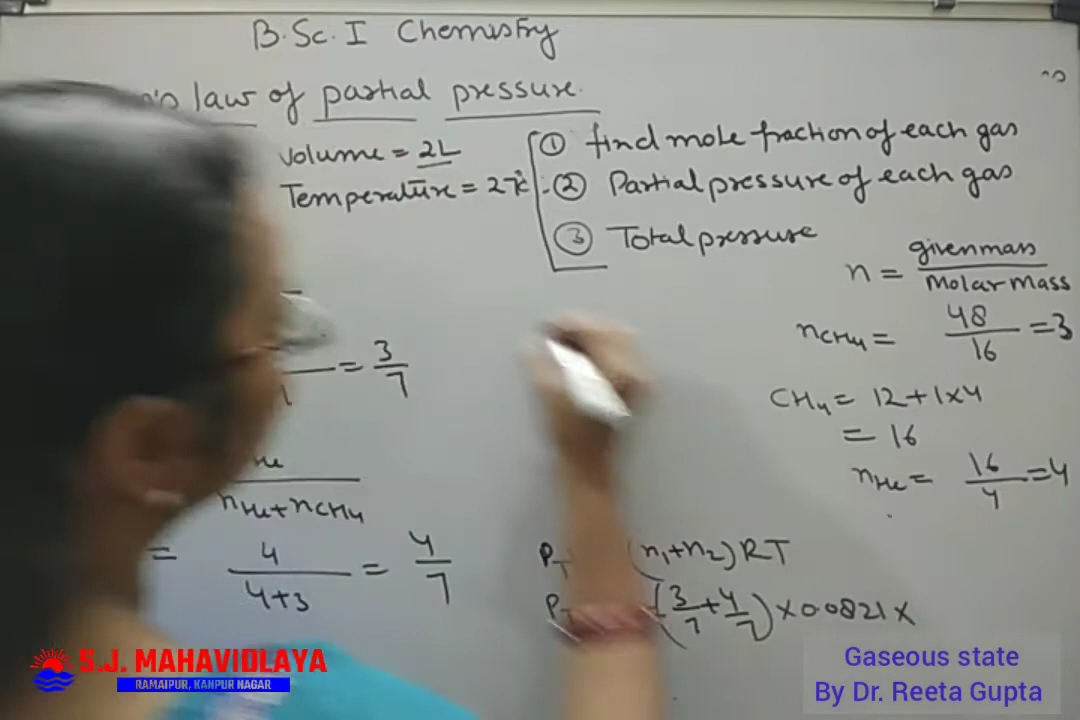 B.Sc. I Chemistry
law of partial pressure.
Volume = 2L
Temperature = 27°C
① find mole fraction of each gas
② Partial pressure of each gas
③ Total pressure
n = given mass / Molar Mass
nCH4 = 48/16 = 3
CH4 = 12+1×4
= 16
nHe = 16/4 = 4
= 3/7
nHe+nCH4
= 4/4+3 = 4/7
PT (n1+n2)RT
PT (3/7+4/7)×0.0821×
S.J. MAHAVIDLAYA
RAMAIPUR, KANPUR NAGAR
Gaseous state
By Dr. Reeta Gupta